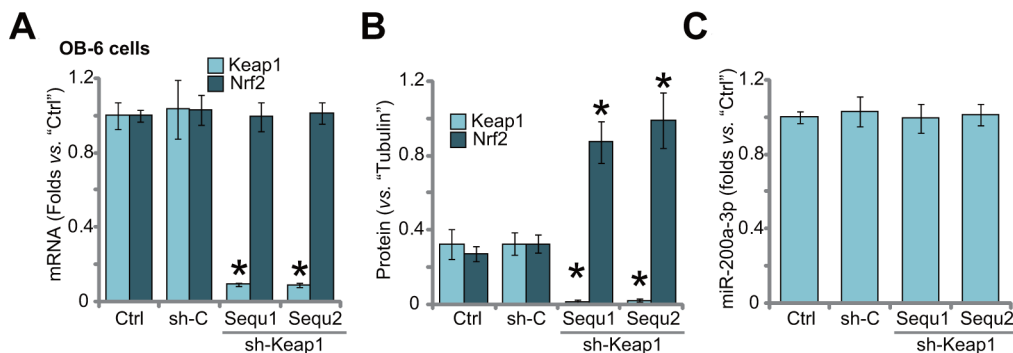 A
OB-6 cells
Keap1
Nrf2
mRNA (Folds vs. “Ctrl”)
1.2
0.8
0.4
0
*
*
Ctrl
sh-C
Sequ1
Sequ2
sh-Keap1
B
Keap1
Nrf2
Protein (vs. “Tubulin”)
1.2
0.8
0.4
0
*
*
*
*
Ctrl
sh-C
Sequ1
Sequ2
sh-Keap1
C
miR-200a-3p (folds vs. “Ctrl”)
1.2
0.8
0.4
0
Ctrl
sh-C
Sequ1
Sequ2
sh-Keap1